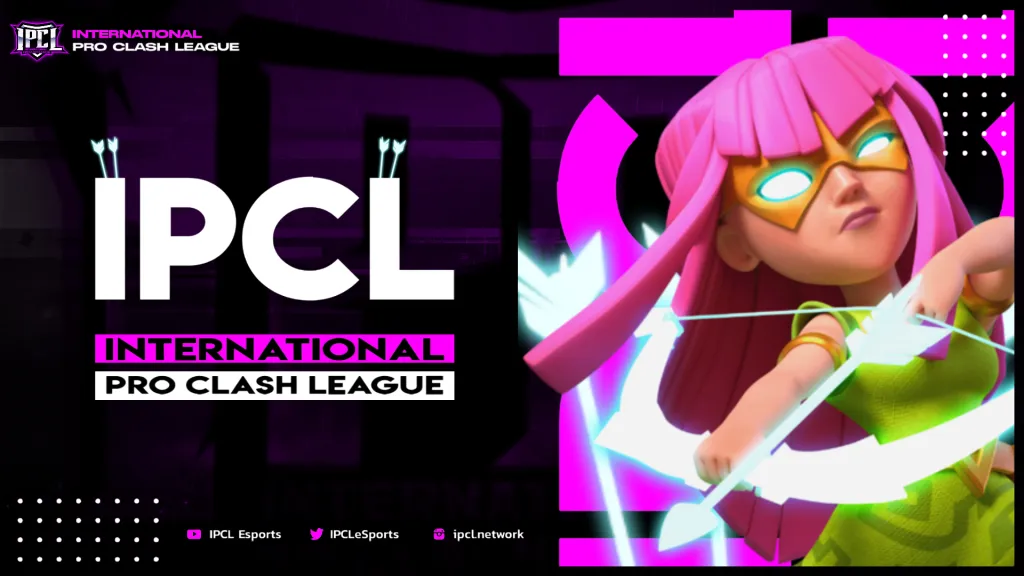 IPCL
INTERNATIONAL
PRO CLASH LEAGUE
IPCL
INTERNATIONAL
PRO CLASH LEAGUE
IPCL Esports
IPCLeSports
ipcl.network